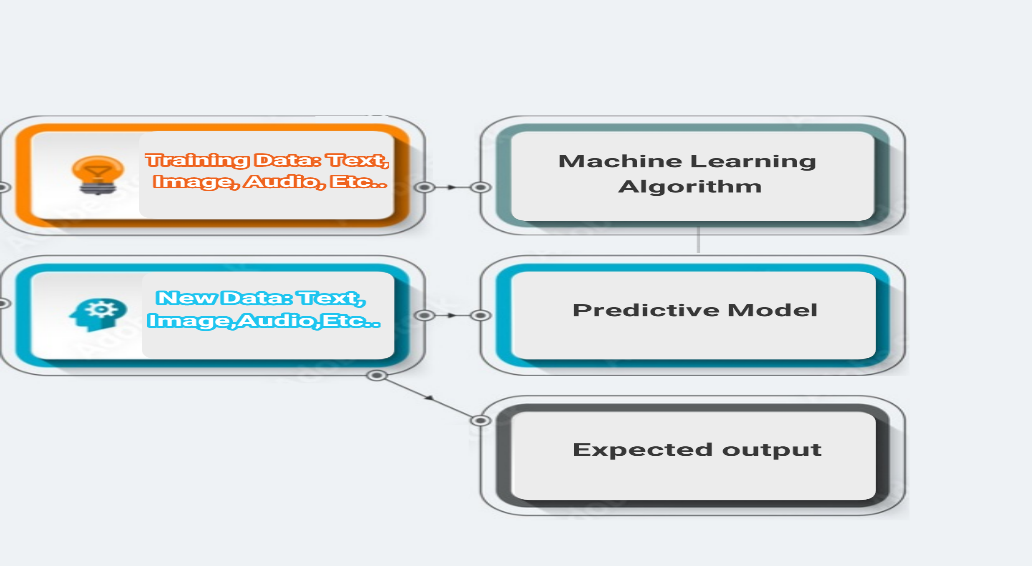 Training Data: Text,
Image, Audio, Etc..
Machine Learning
Algorithm
New Data: Text,
Image,Audio,Etc..
Predictive Model
Expected output